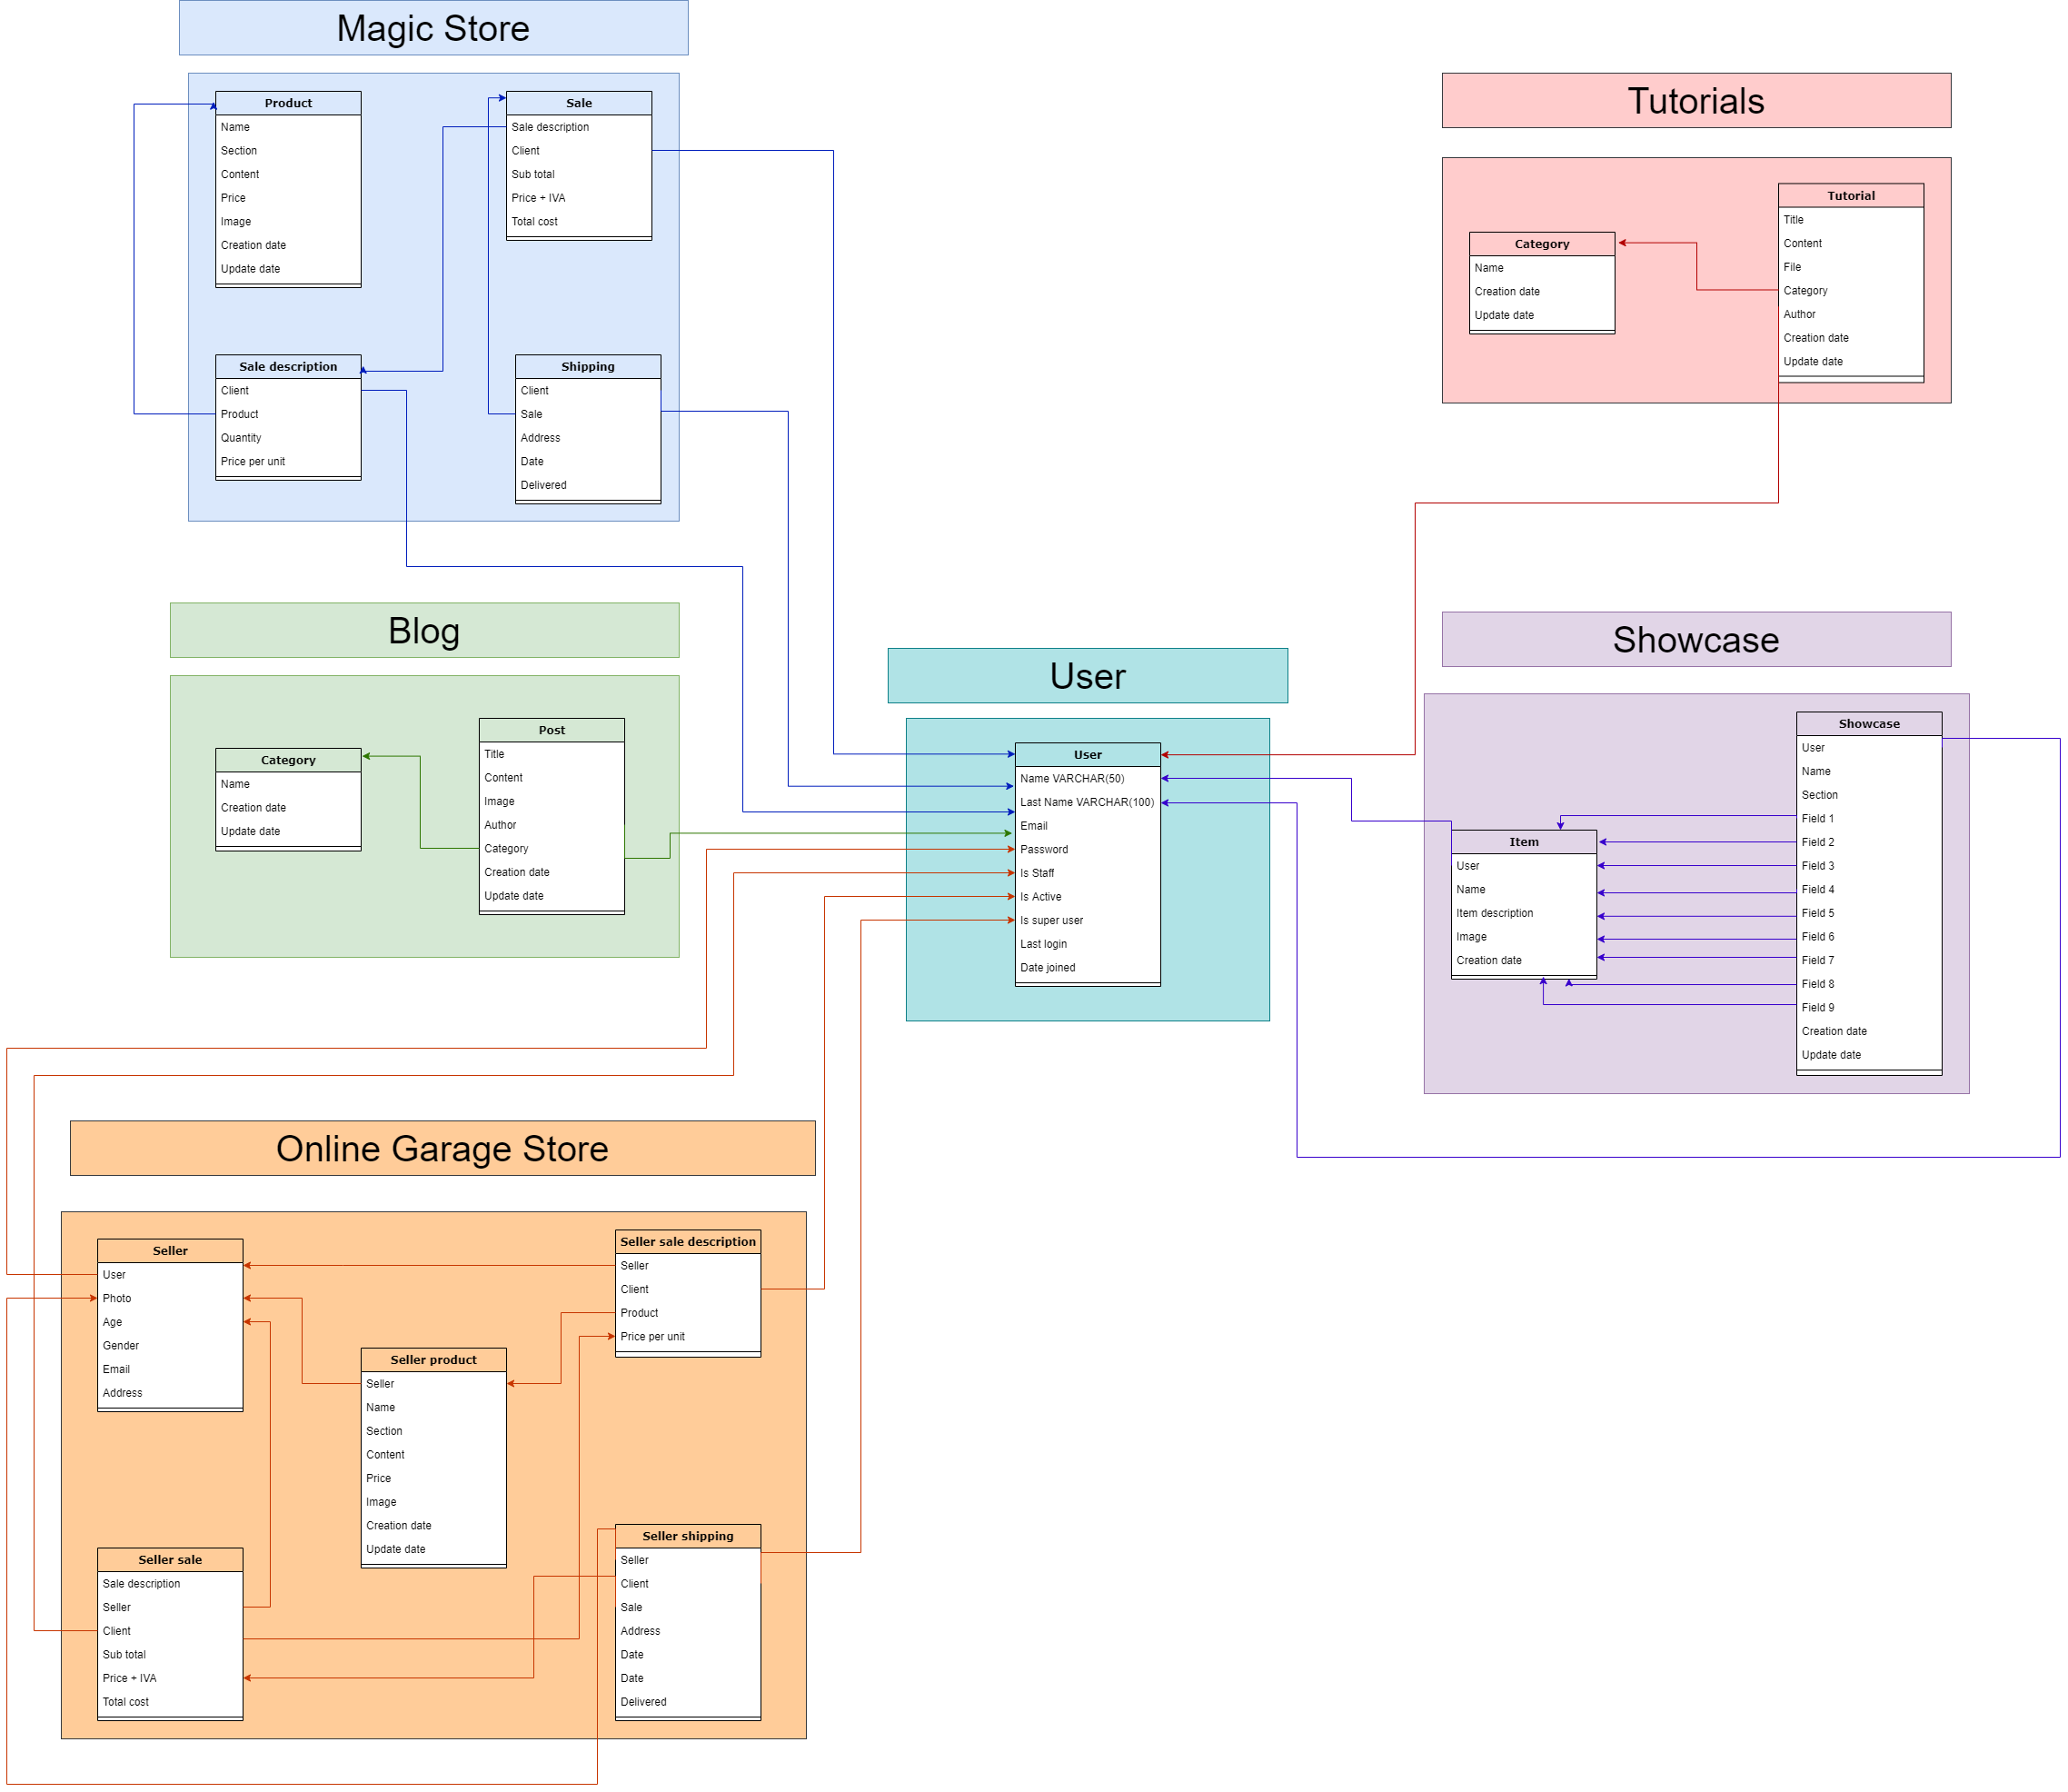 Magic Store
Product
Name
Section
Content
Price
Image
Creation date
Update date
Sale
Sale description
Client
Sub total
Price + IVA
Total cost
Sale description
Client
Product
Quantity
Price per unit
Shipping
Client
Sale
Address
Date
Delivered
Tutorials
Category
Name
Creation date
Update date
Tutorial
Title
Content
File
Category
Author
Creation date
Update date
Blog
Category
Name
Creation date
Update date
Post
Title
Content
Image
Author
Category
Creation date
Update date
User
User
Name VARCHAR(50)
Last Name VARCHAR(100)
Email
Password
Is Staff
Is Active
Is super user
Last login
Date joined
Showcase
Item
User
Name
Item description
Image
Creation date
Showcase
User
Name
Section
Field 1
Field 2
Field 3
Field 4
Field 5
Field 6
Field 7
Field 8
Field 9
Creation date
Update date
Online Garage Store
Seller
User
Photo
Age
Gender
Email
Address
Seller product
Seller
Name
Section
Content
Price
Image
Creation date
Update date
Seller sale description
Seller
Client
Product
Price per unit
Seller sale
Sale description
Seller
Client
Sub total
Price + IVA
Total cost
Seller shipping
Seller
Client
Sale
Address
Date
Date
Delivered